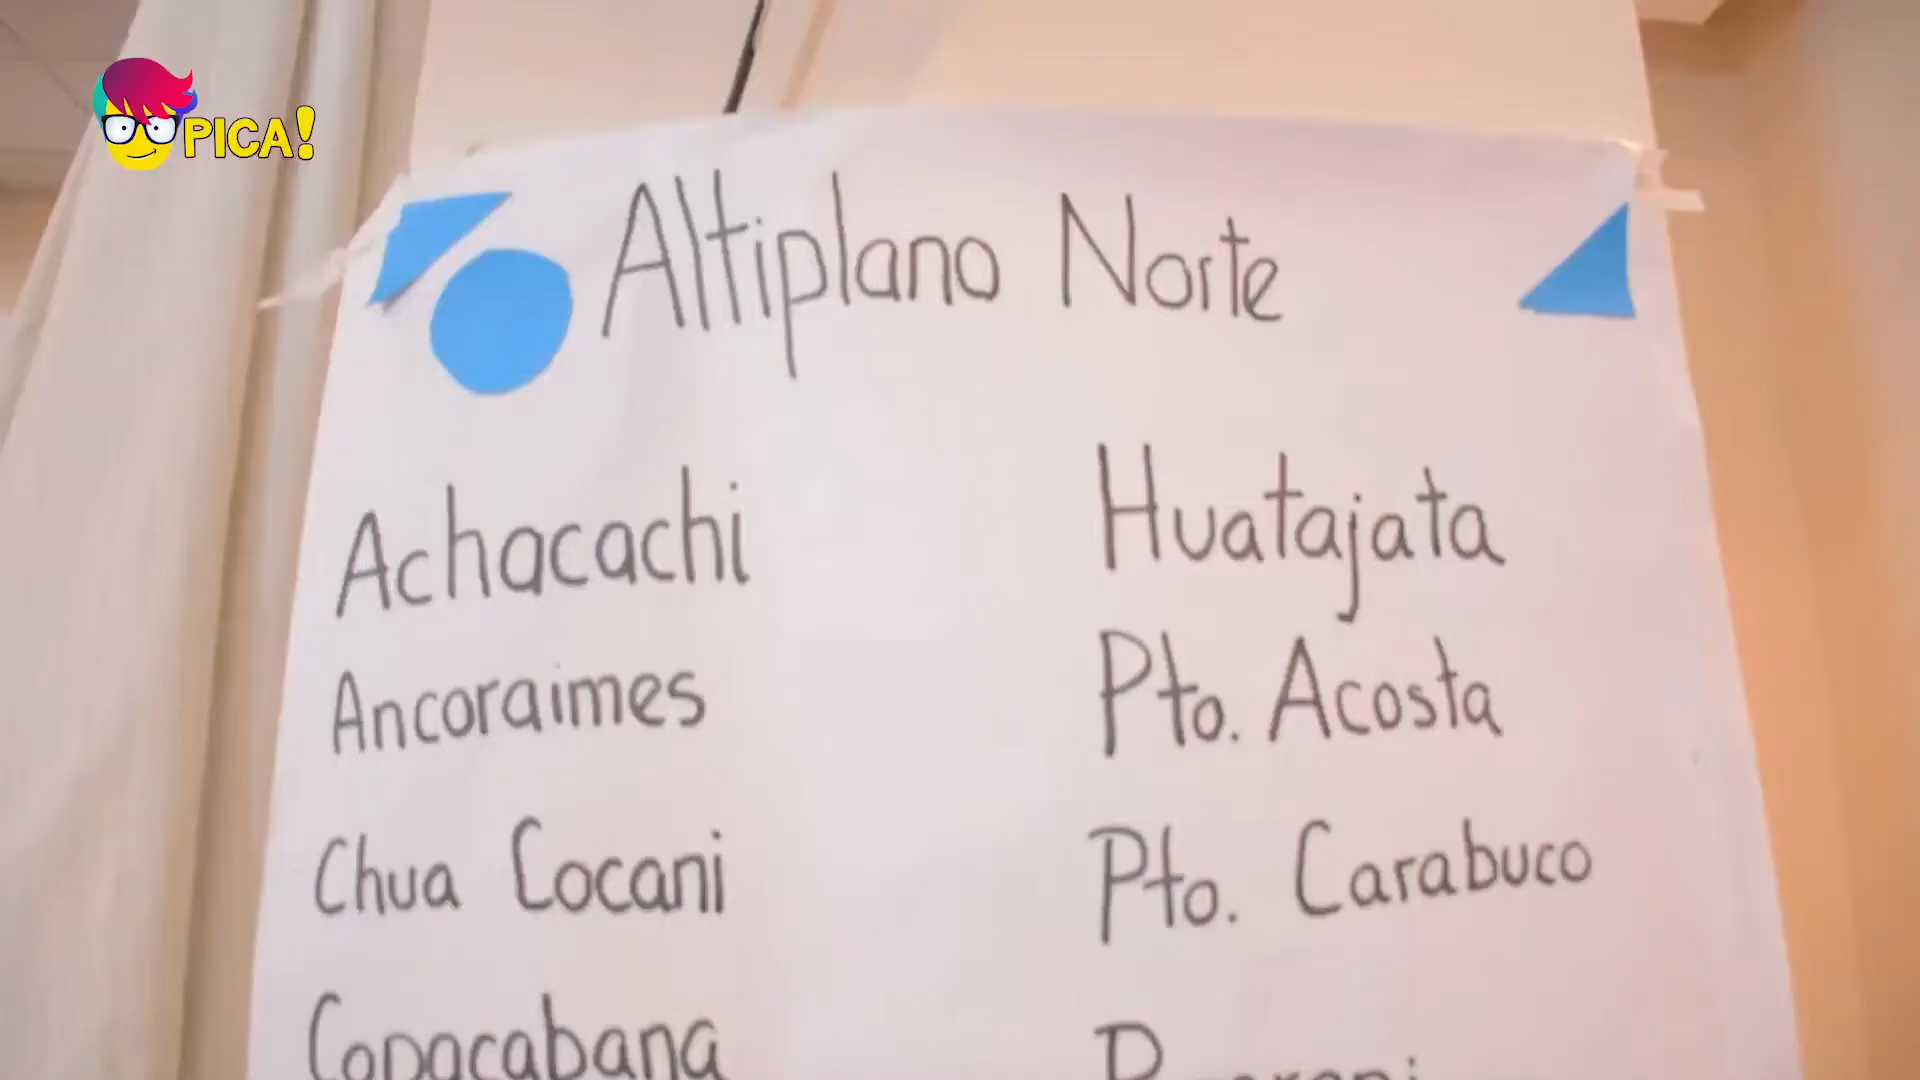 PICA!
Altiplano Norte
Achacachi
Ancoraimes
Chua Cocani
Copacabana
Huatajata
Pto. Acosta
Pto. Carabuco